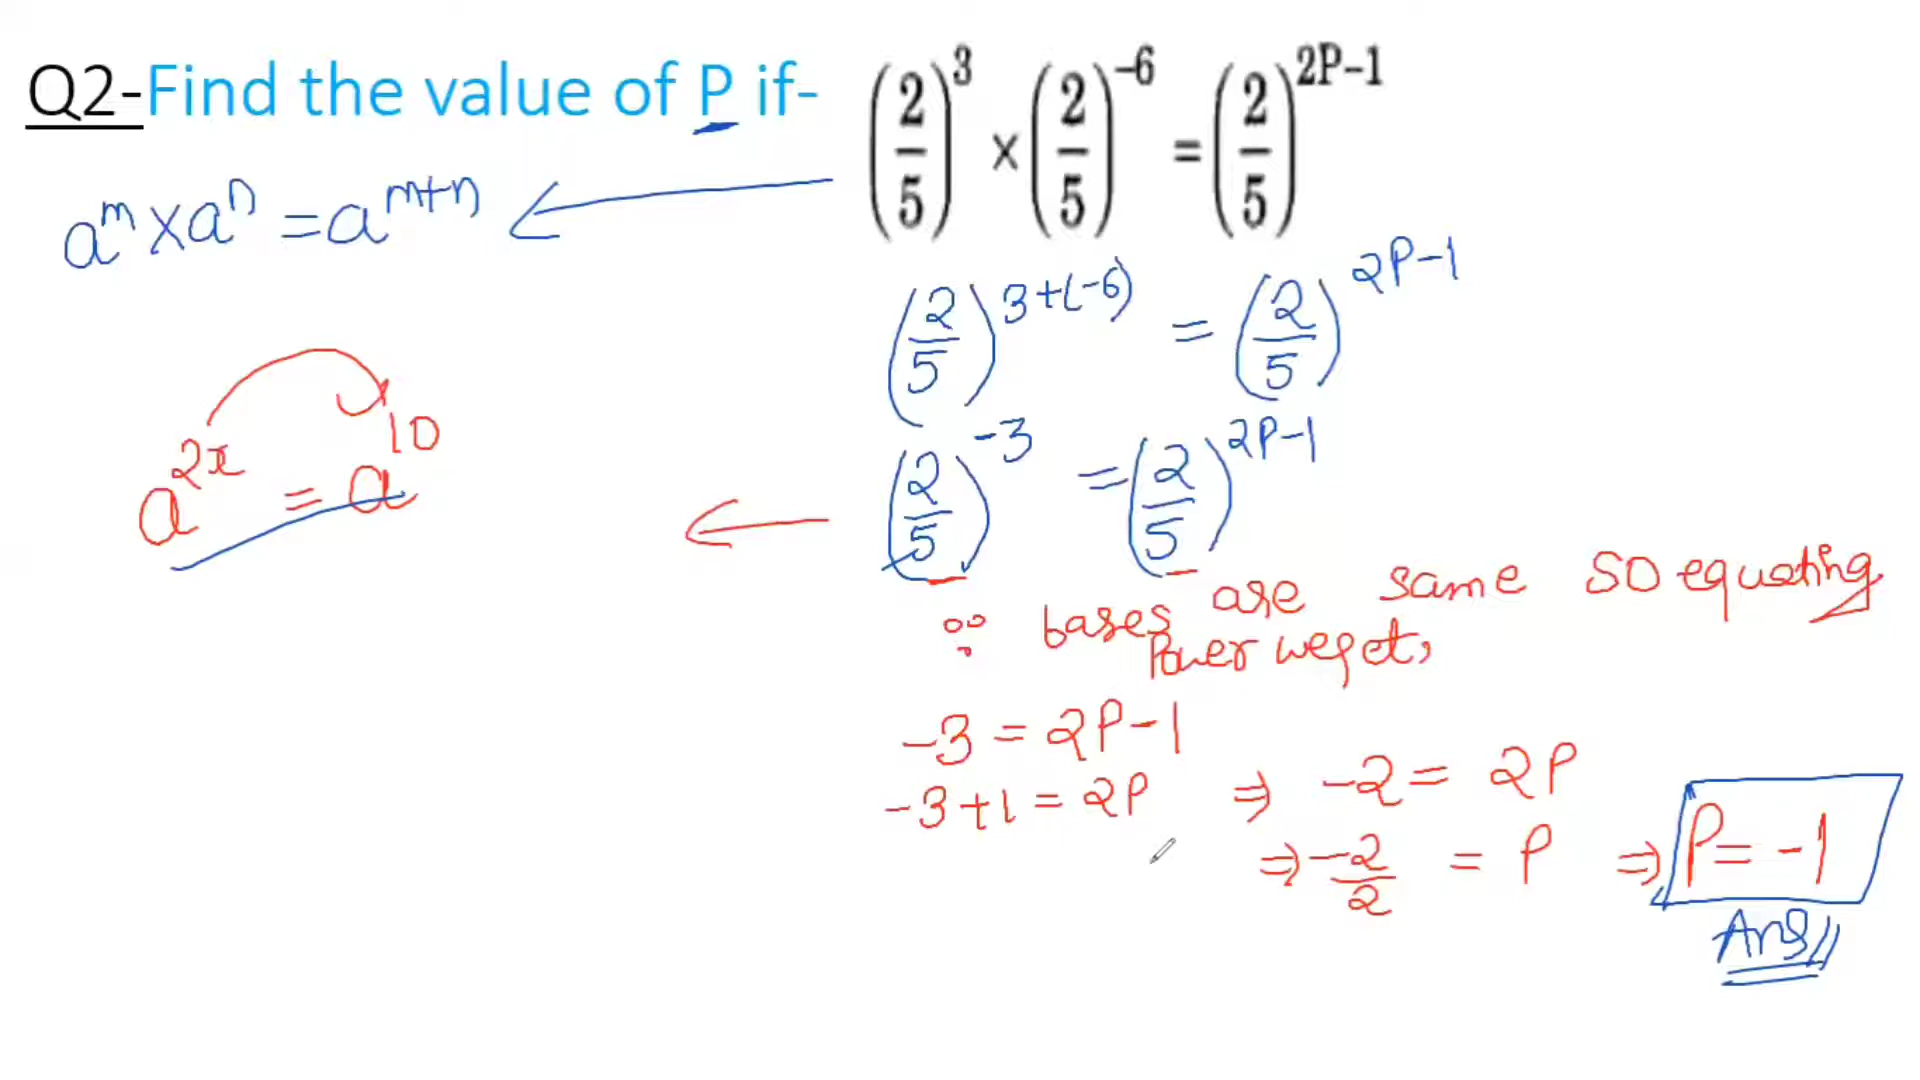 Q2-Find the value of P if- (2/5)^3 × (2/5)^-6 = (2/5)^2P-1
a^m × a^n = a^m+n
(2/5)^3+(-6) = (2/5)^2P-1
a^2x = a^10
(2/5)^-3 = (2/5)^2P-1
∵ bases are same so equating
Power we get,
-3 = 2P-1
-3+1 = 2P ⇒ -2 = 2P
⇒ -2/2 = P ⇒ P = -1
Ans